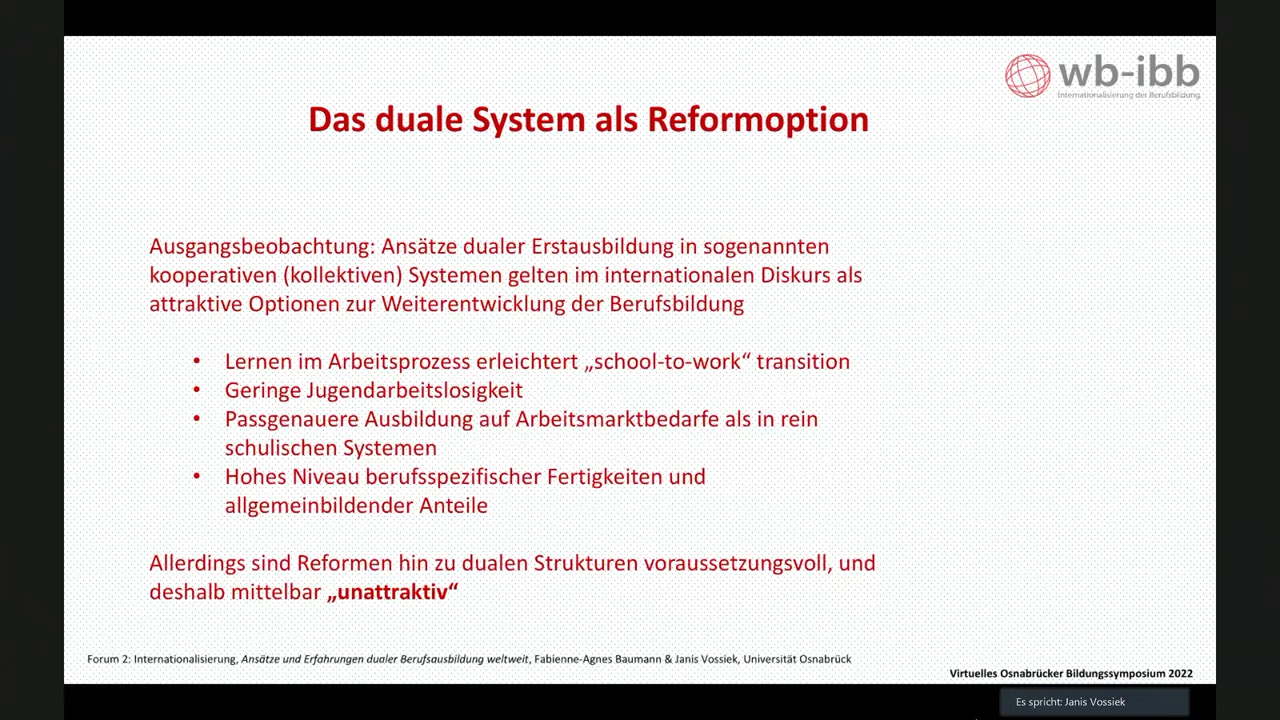 wb-ibb
Internationalisierung der Berufsbildung
Das duale System als Reformoption
Ausgangsbeobachtung: Ansätze dualer Erstausbildung in sogenannten
kooperativen (kollektiven) Systemen gelten im internationalen Diskurs als
attraktive Optionen zur Weiterentwicklung der Berufsbildung
• Lernen im Arbeitsprozess erleichtert „school-to-work“ transition
• Geringe Jugendarbeitslosigkeit
• Passgenauere Ausbildung auf Arbeitsmarktbedarfe als in rein
schulischen Systemen
• Hohes Niveau berufsspezifischer Fertigkeiten und
allgemeinbildender Anteile
Allerdings sind Reformen hin zu dualen Strukturen voraussetzungsvoll, und
deshalb mittelbar „unattraktiv“
Forum 2: Internationalisierung, Ansätze und Erfahrungen dualer Berufsausbildung weltweit, Fabienne-Agnes Baumann & Janis Vossiek, Universität Osnabrück
Virtuelles Osnabrücker Bildungssymposium 2022
Es spricht: Janis Vossiek